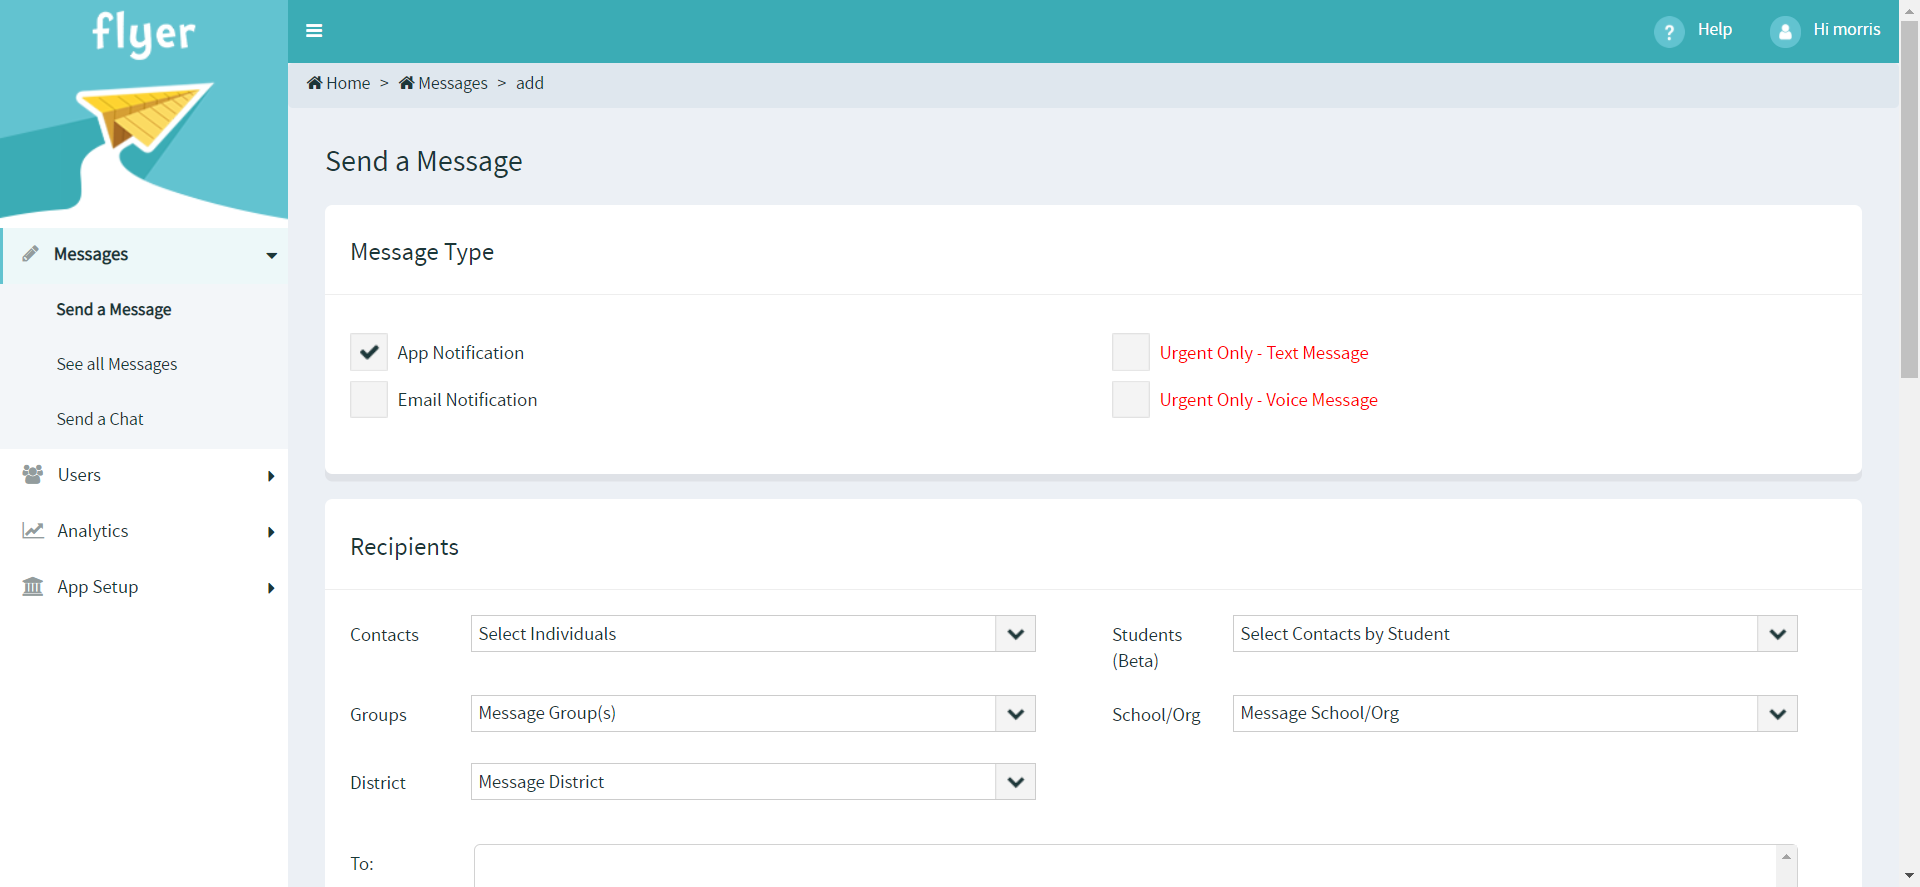 flyer
? Help
Hi morris
Home > Messages > add
Send a Message
Messages
Send a Message
See all Messages
Send a Chat
Users
Analytics
App Setup
Message Type
App Notification
Urgent Only - Text Message
Email Notification
Urgent Only - Voice Message
Recipients
Contacts
Select Individuals
Students
(Beta)
Select Contacts by Student
Groups
Message Group(s)
School/Org
Message School/Org
District
Message District
To: